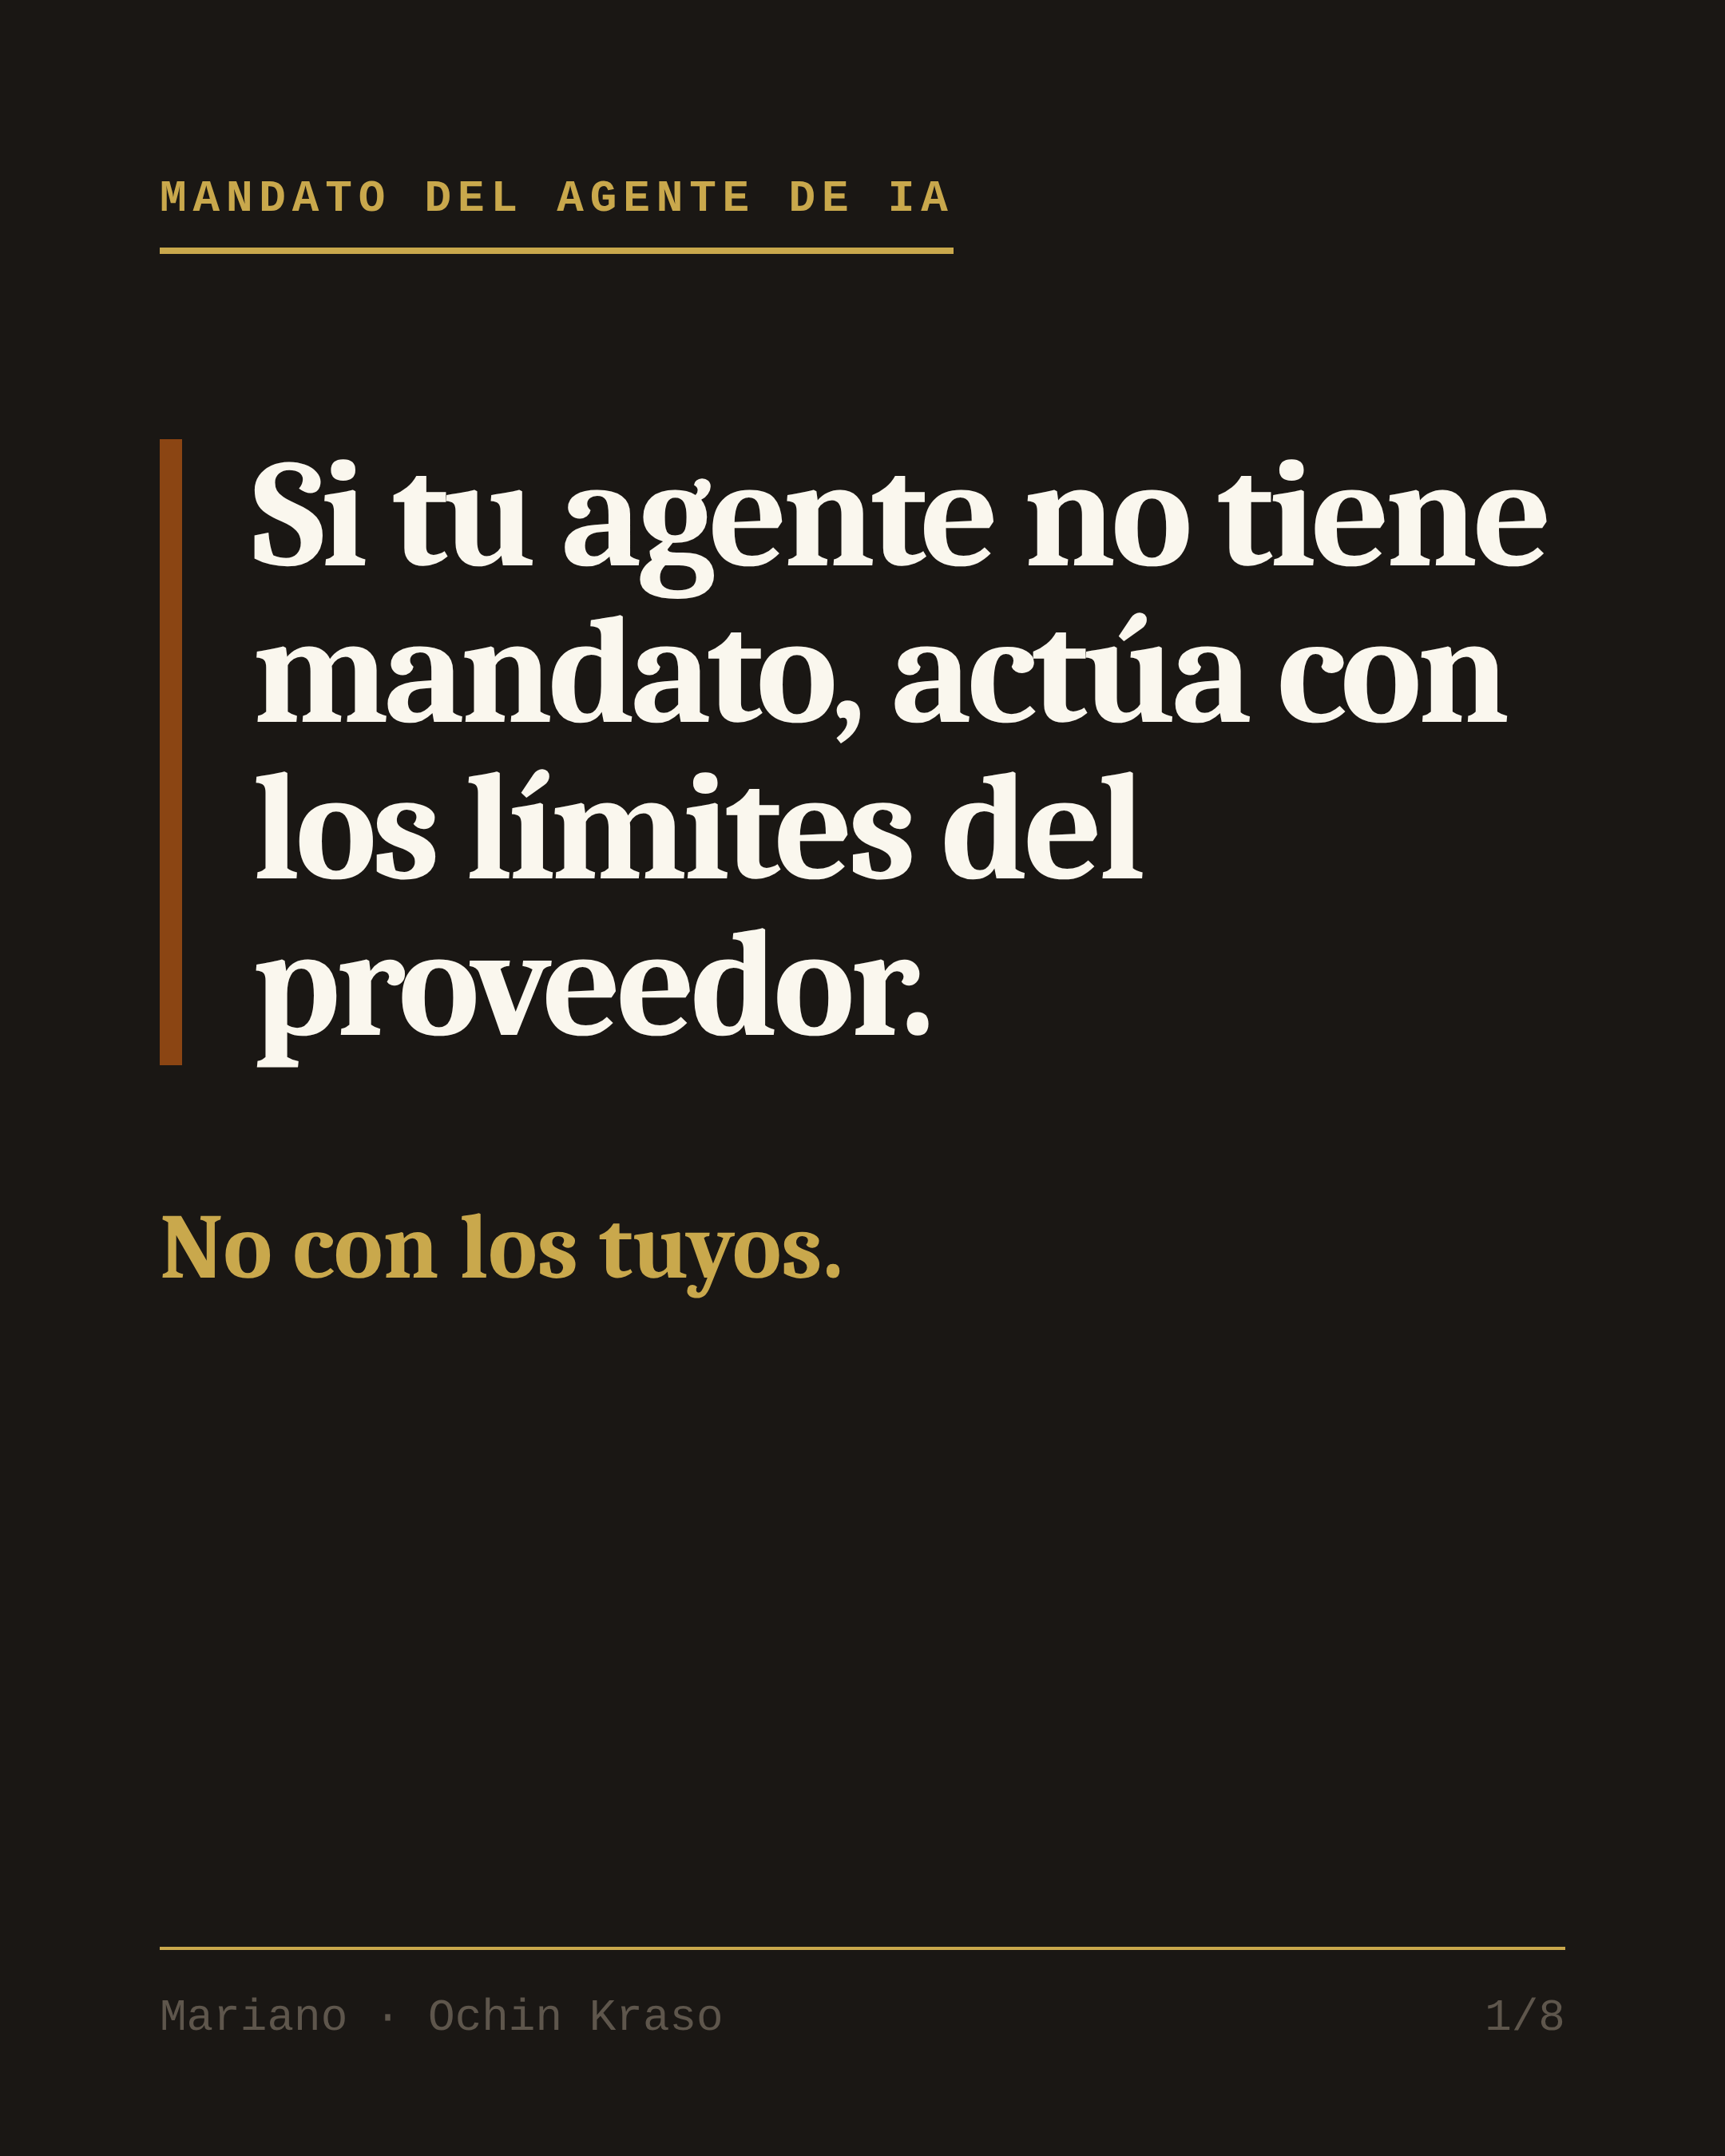 MANDATO DEL AGENTE DE IA
Si tu agente no tiene
mandato, actúa con
los límites del
proveedor.
No con los tuyos.
Mariano · Ochin Kraso
1/8